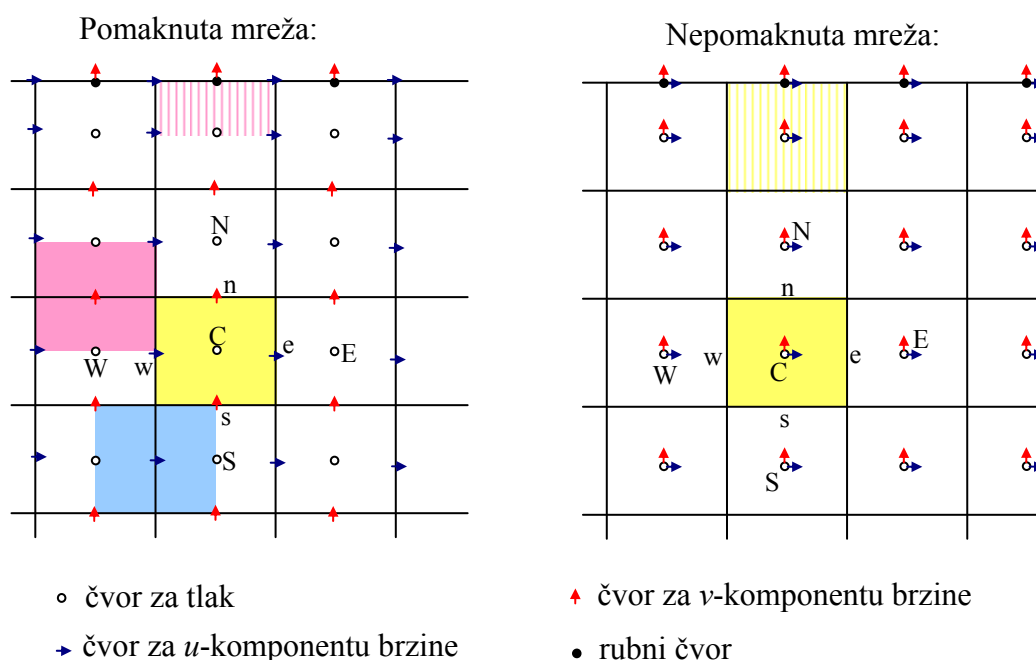 Pomaknuta mreža:
N
n
C
e
E
W
w
s
S
Nepomaknuta mreža:
N
n
E
W
w
C
e
s
S
čvor za tlak
čvor za u-komponentu brzine
čvor za v-komponentu brzine
rubni čvor